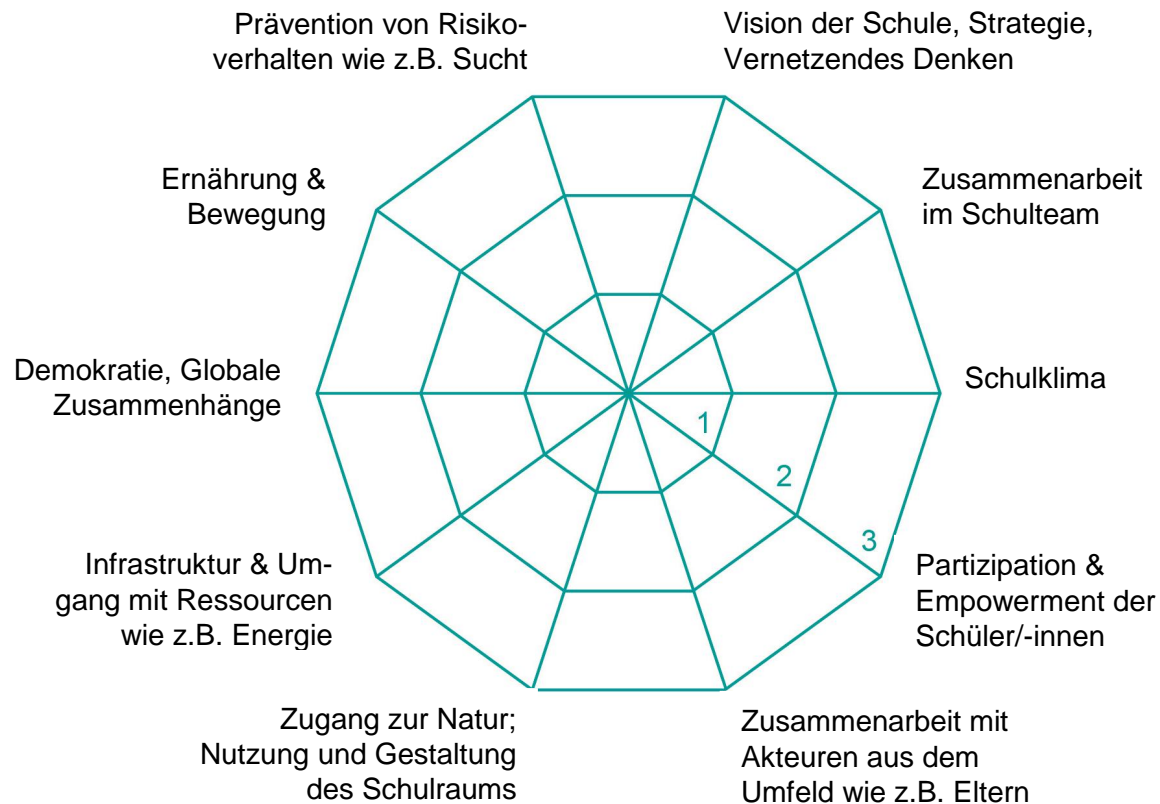 Prävention von Risiko-
verhalten wie z.B. Sucht
Vision der Schule, Strategie,
Vernetzendes Denken
Ernährung &
Bewegung
Zusammenarbeit
im Schulteam
Demokratie, Globale
Zusammenhänge
Schulklima
1
2
3
Infrastruktur & Um-
gang mit Ressourcen
wie z.B. Energie
Partizipation &
Empowerment der
Schüler/-innen
Zugang zur Natur;
Nutzung und Gestaltung
des Schulraums
Zusammenarbeit mit
Akteuren aus dem
Umfeld wie z.B. Eltern